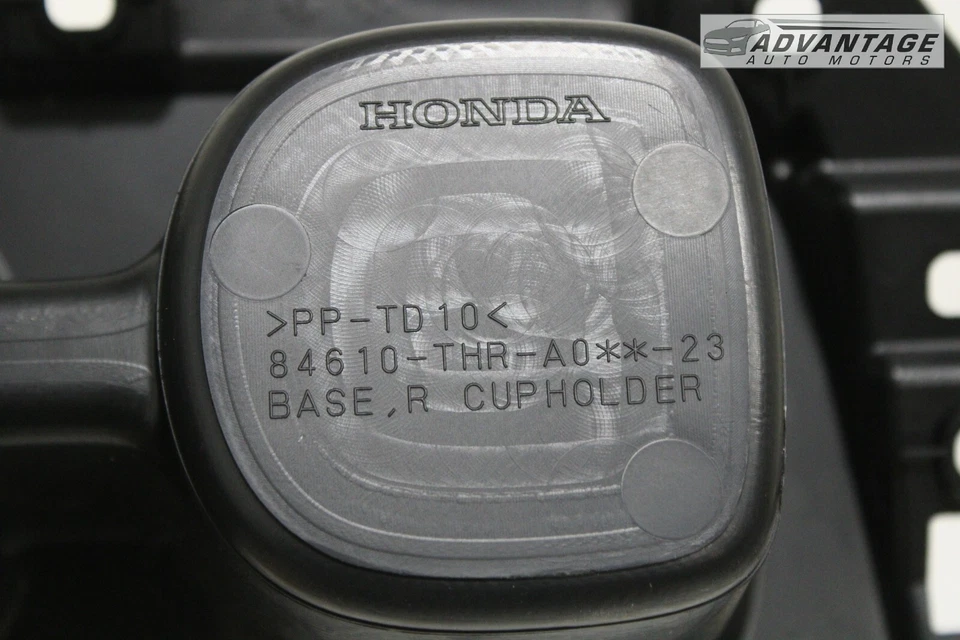 ADVANTAGE
AUTO MOTORS
HONDA
>PP-TD10<
84610-THR-A0**-23
BASE,R CUPHOLDER